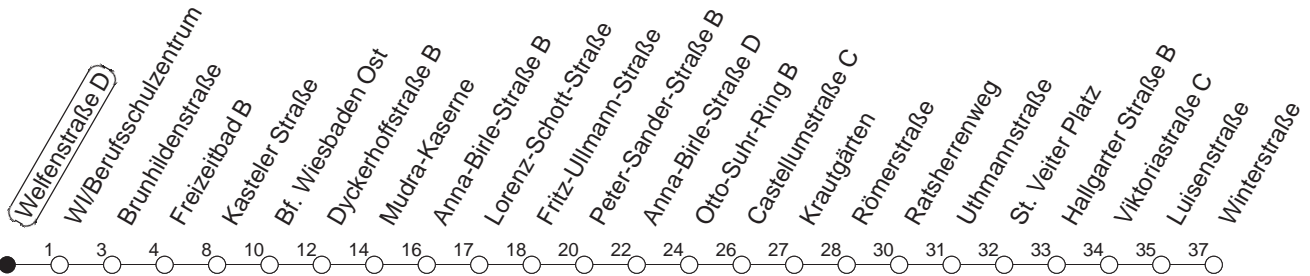 Welfenstraße D
WI/Berufsschulzentrum
Brunhildenstraße
Freizeitbad B
Kasteler Straße
Bf. Wiesbaden Ost
Dyckerhoffstraße B
Mudra-Kaserne
Anna-Birle-Straße B
Lorenz-Schott-Straße
Fritz-Ullmann-Straße
Peter-Sander-Straße B
Anna-Birle-Straße D
Otto-Suhr-Ring B
Castellumstraße C
Krautgärten
Römerstraße
Ratsherrenweg
Uthmannstraße
St. Veiter Platz
Hallgarter Straße B
Viktoriastraße C
Luisenstraße
Winterstraße
1 3 4 8 10 12 14 16 17 18 20 22 24 26 27 28 30 31 32 33 34 35 37